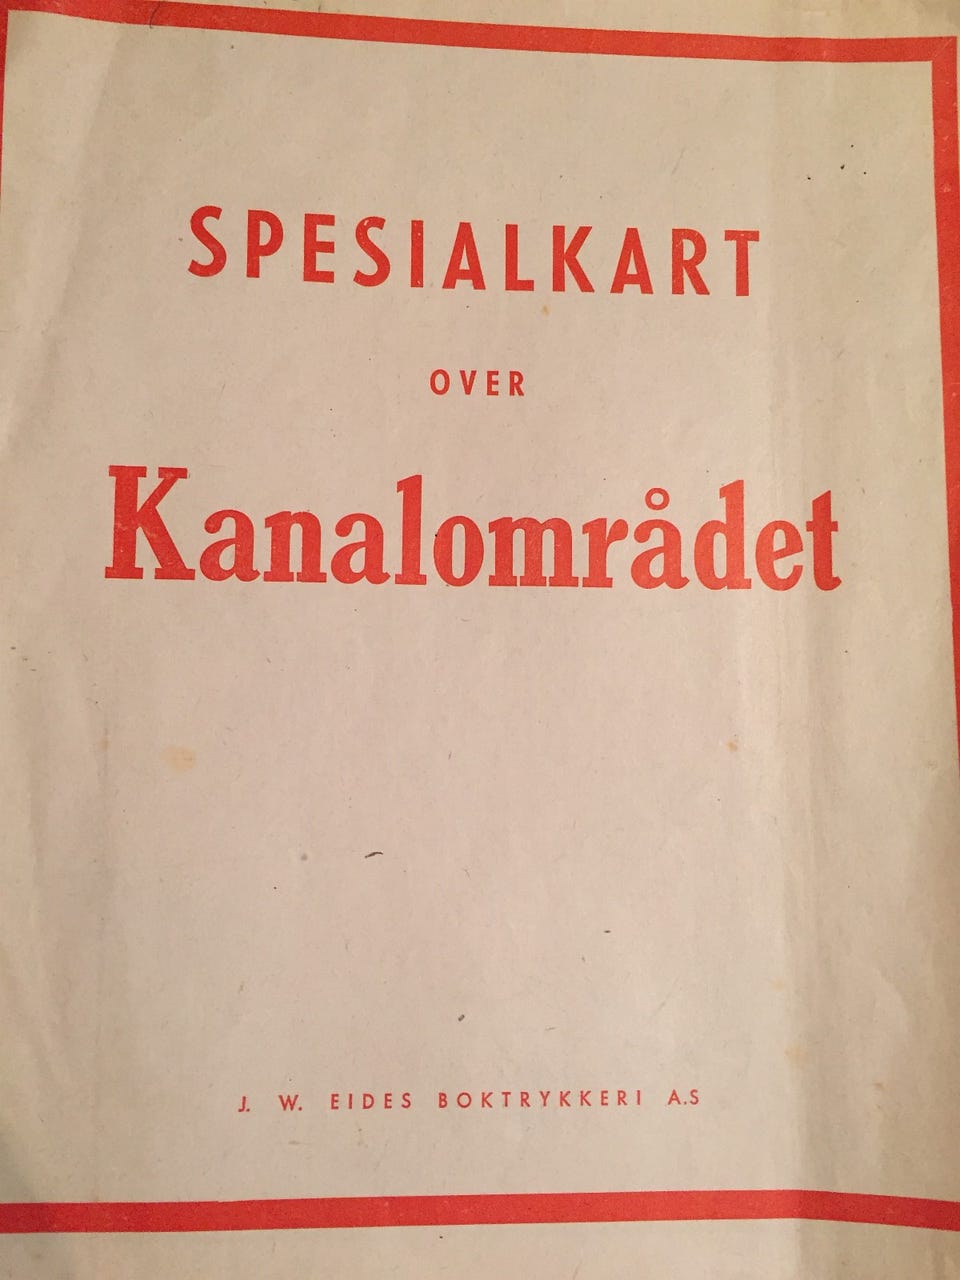 SPESIALKART
OVER
Kanalområdet
J. W. EIDES BOKTRYKKERI A.S